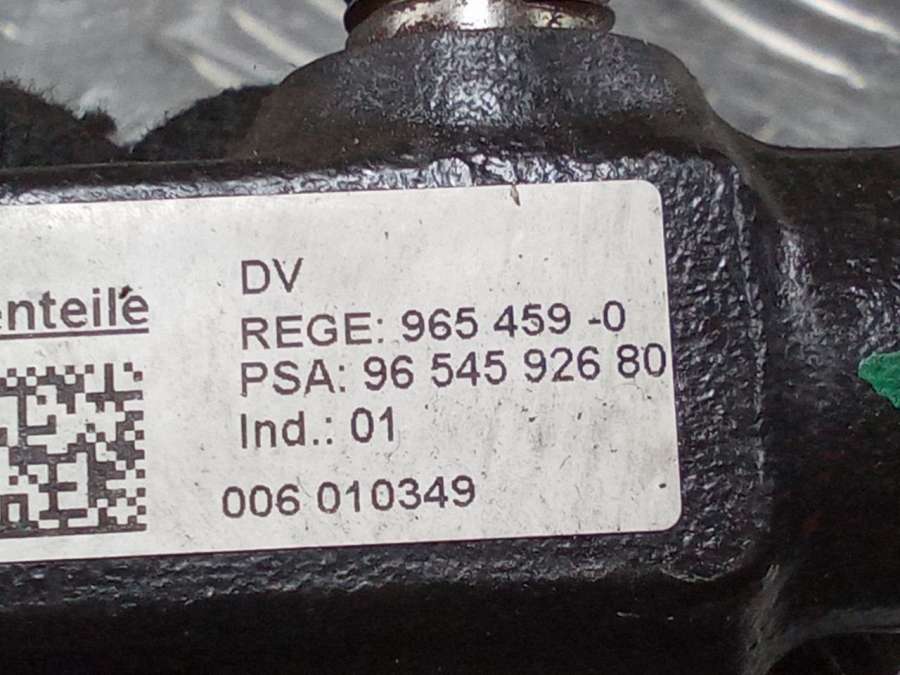 enteile
DV
REGE: 965 459 -0
PSA: 96 545 926 80
Ind.: 01
006 010349